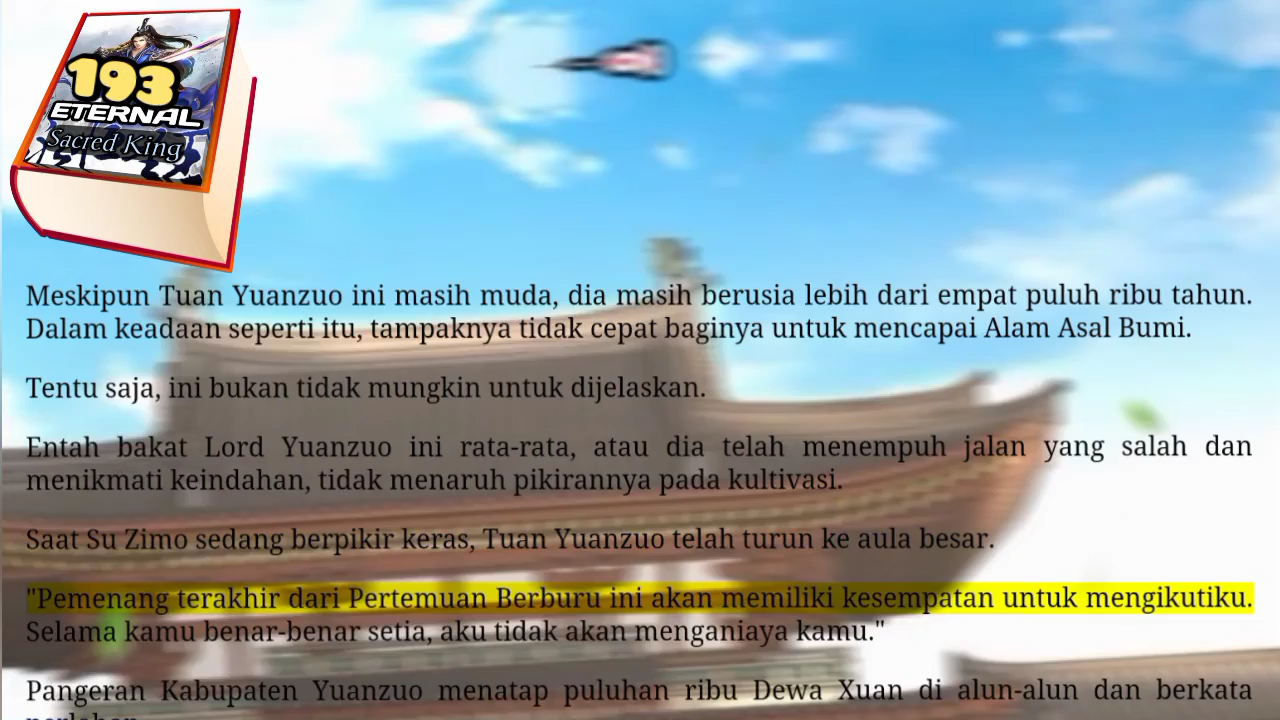 193
ETERNAL
Sacred King
Meskipun Tuan Yuanzuo ini masih muda, dia masih berusia lebih dari empat puluh ribu tahun.
Dalam keadaan seperti itu, tampaknya tidak cepat baginya untuk mencapai Alam Asal Bumi.
Tentu saja, ini bukan tidak mungkin untuk dijelaskan.
Entah bakat Lord Yuanzuo ini rata-rata, atau dia telah menempuh jalan yang salah dan
menikmati keindahan, tidak menaruh pikirannya pada kultivasi.
Saat Su Zimo sedang berpikir keras, Tuan Yuanzuo telah turun ke aula besar.
"Pemenang terakhir dari Pertemuan Berburu ini akan memiliki kesempatan untuk mengikutiku.
Selama kamu benar-benar setia, aku tidak akan menganiaya kamu."
Pangeran Kabupaten Yuanzuo menatap puluhan ribu Dewa Xuan di alun-alun dan berkata